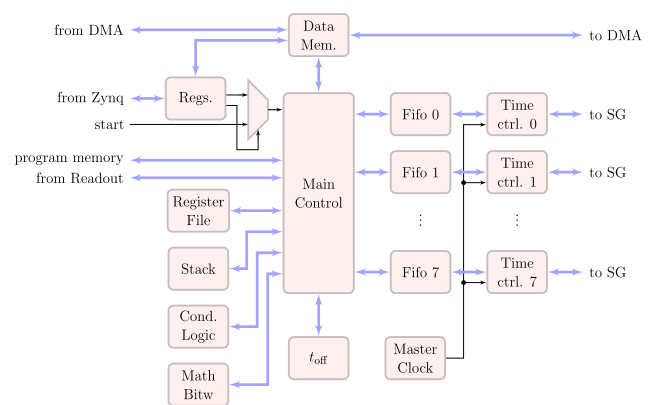 from DMA
Data
Mem.
to DMA
from Zynq
Regs.
start
Fifo 0
Time
ctrl. 0
to SG
program memory
from Readout
Main
Control
Fifo 1
Time
ctrl. 1
to SG
Register
File
⋮
⋮
Stack
Fifo 7
Time
ctrl. 7
to SG
Cond.
Logic
t_off
Master
Clock
Math
Bitw